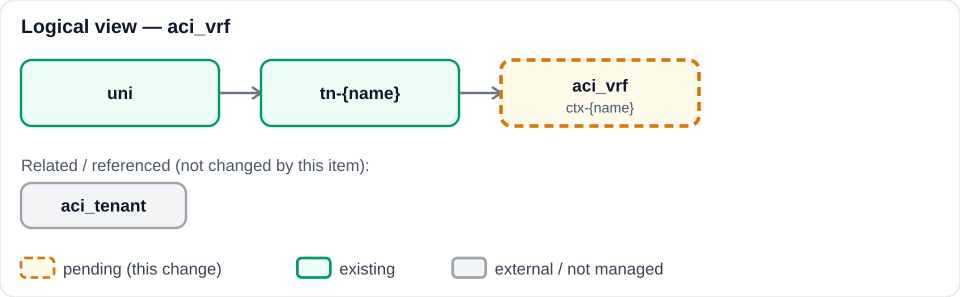 Logical view — aci_vrf
uni
tn-{name}
aci_vrf
ctx-{name}
Related / referenced (not changed by this item):
aci_tenant
pending (this change)
existing
external / not managed